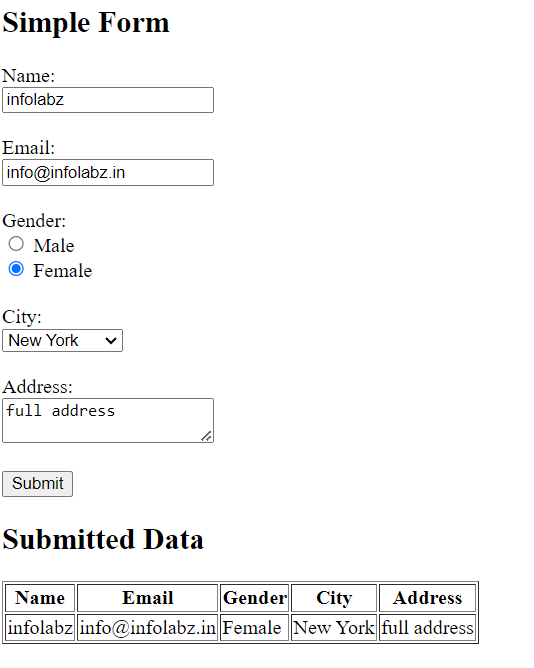 Simple Form
Name:
infolabz
Email:
info@infolabz.in
Gender:
Male
Female
City:
New York
Address:
full address
Submit
Submitted Data
Name Email Gender City Address
infolabz info@infolabz.in Female New York full address